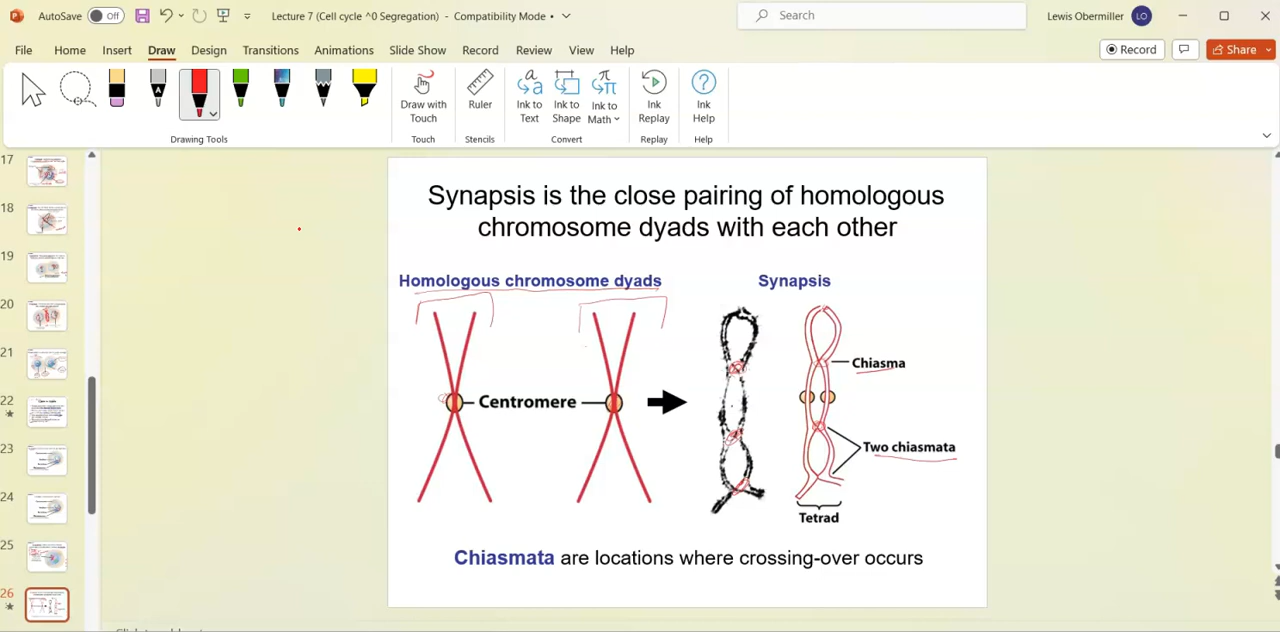 AutoSave Off Lecture 7 (Cell cycle ^0 Segregation) - Compatibility Mode • Search Lewis Obermiller LO
File Home Insert Draw Design Transitions Animations Slide Show Record Review View Help Record Share
A
Draw with Touch
Ruler
Ink to Text
Ink to Shape
Ink to Math
Ink Replay
Ink Help
Drawing Tools Touch Stencils Convert Replay Help
17
18
19
20
21
22
23
24
25
26
Synapsis is the close pairing of homologous
chromosome dyads with each other
Homologous chromosome dyads Synapsis
Chiasma
Centromere
Two chiasmata
Tetrad
Chiasmata are locations where crossing-over occurs